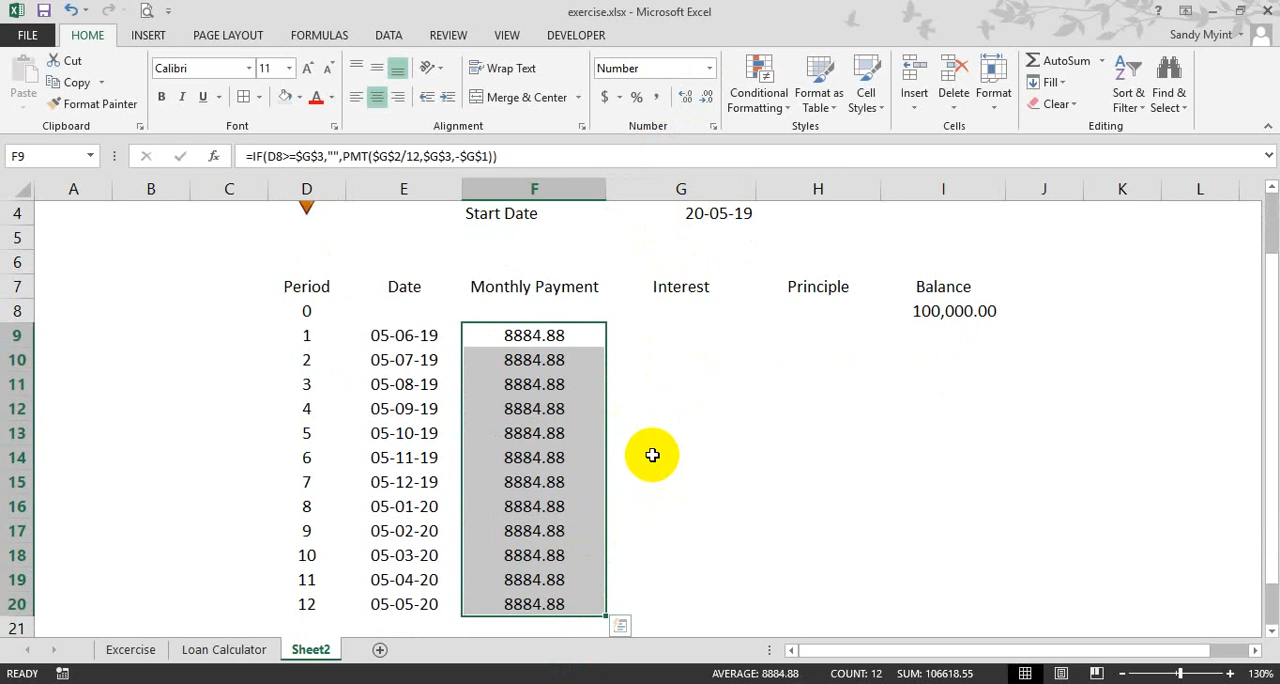 exercise.xlsx - Microsoft Excel
?
FILE HOME INSERT PAGE LAYOUT FORMULAS DATA REVIEW VIEW DEVELOPER Sandy Myint
Paste
Cut
Copy
Format Painter
Clipboard
Calibri 11
B I U
Font
Wrap Text
Merge & Center
Alignment
Number
$ % ,
Number
Conditional Formatting
Format as Table
Cell Styles
Styles
Insert Delete Format
Cells
AutoSum
Fill
Clear
Sort & Filter
Find & Select
Editing
F9 fx =IF(D8>=$G$3,"",PMT($G$2/12,$G$3,-$G$1))
A B C D E F G H I J K L
4 Start Date 20-05-19
5
6
7 Period Date Monthly Payment Interest Principle Balance
8 0 100,000.00
9 1 05-06-19 8884.88
10 2 05-07-19 8884.88
11 3 05-08-19 8884.88
12 4 05-09-19 8884.88
13 5 05-10-19 8884.88
14 6 05-11-19 8884.88
15 7 05-12-19 8884.88
16 8 05-01-20 8884.88
17 9 05-02-20 8884.88
18 10 05-03-20 8884.88
19 11 05-04-20 8884.88
20 12 05-05-20 8884.88
21
Excercise Loan Calculator Sheet2
READY AVERAGE: 8884.88 COUNT: 12 SUM: 106618.55 130%